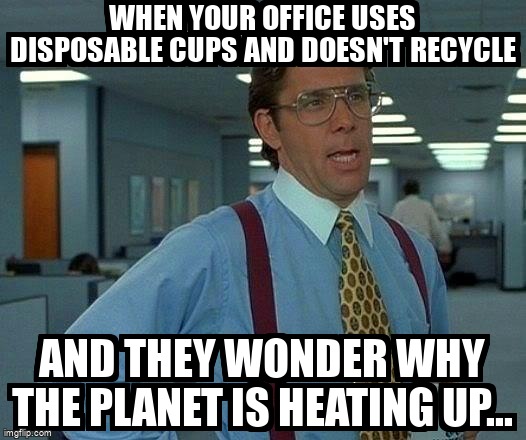 WHEN YOUR OFFICE USES
DISPOSABLE CUPS AND DOESN'T RECYCLE
AND THEY WONDER WHY
THE PLANET IS HEATING UP...
imgflip.com